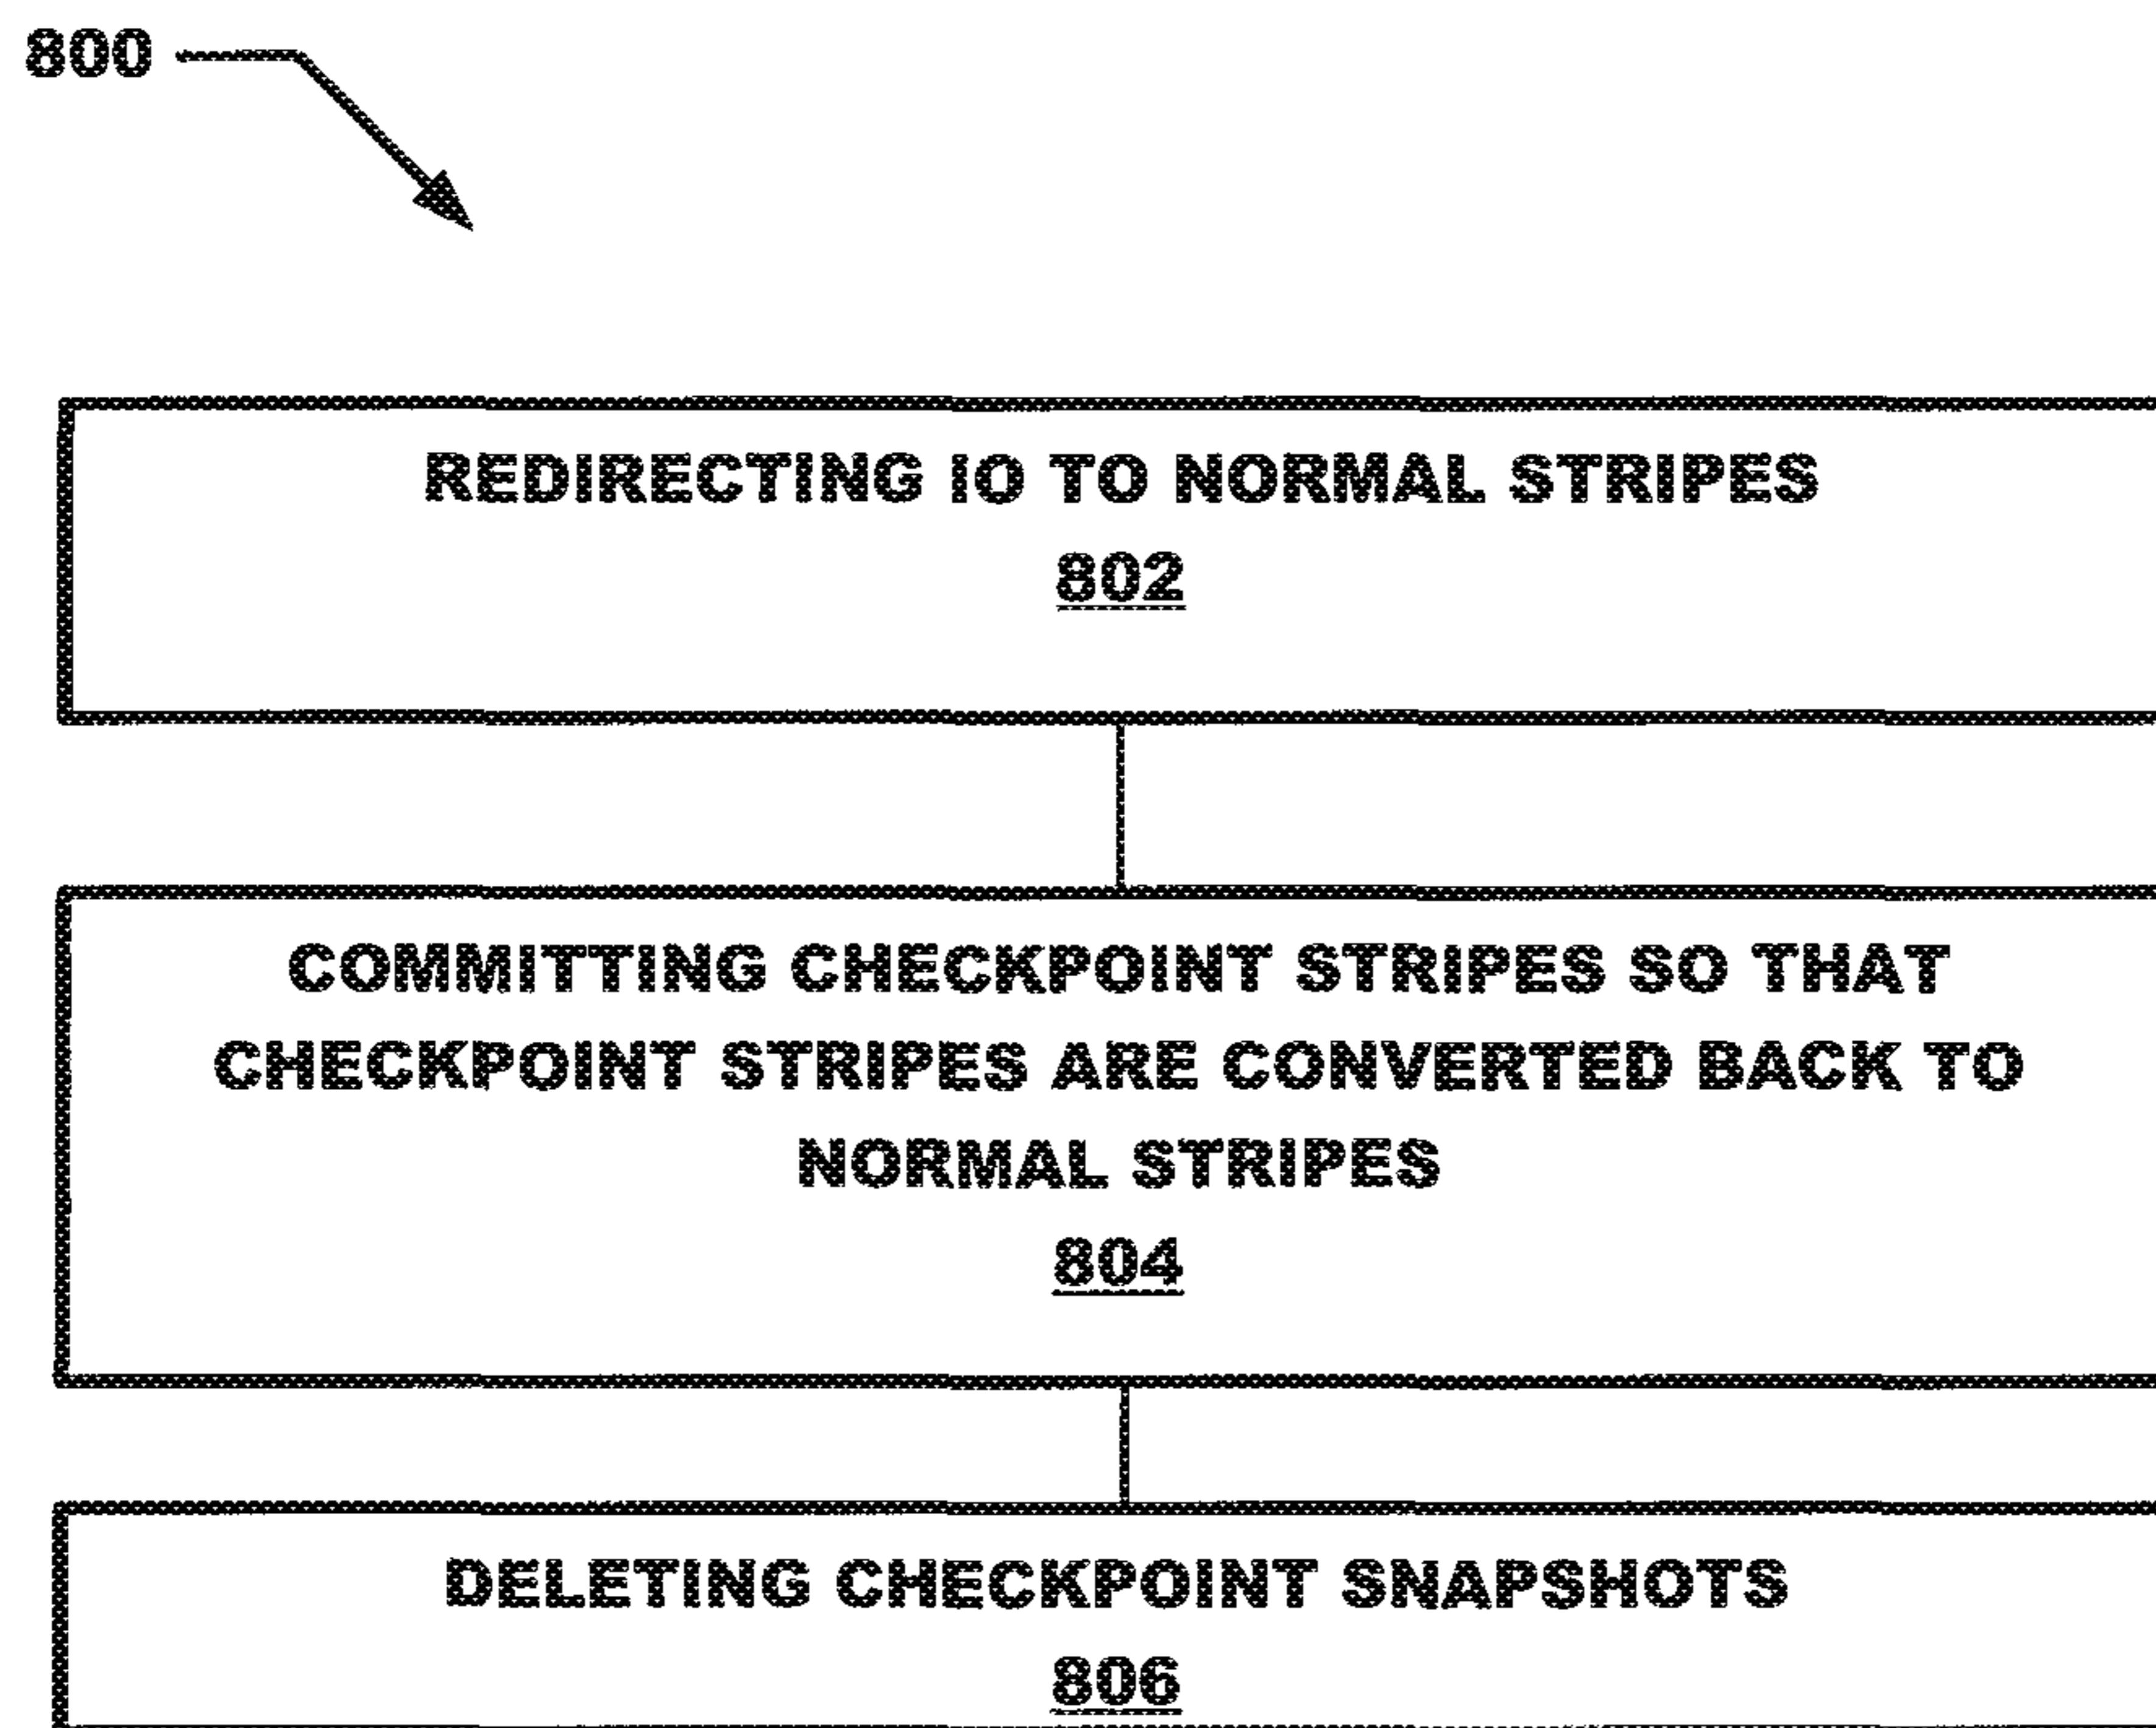 800
REDIRECTING IO TO NORMAL STRIPES
802
COMMITTING CHECKPOINT STRIPES SO THAT
CHECKPOINT STRIPES ARE CONVERTED BACK TO
NORMAL STRIPES
804
DELETING CHECKPOINT SNAPSHOTS
806